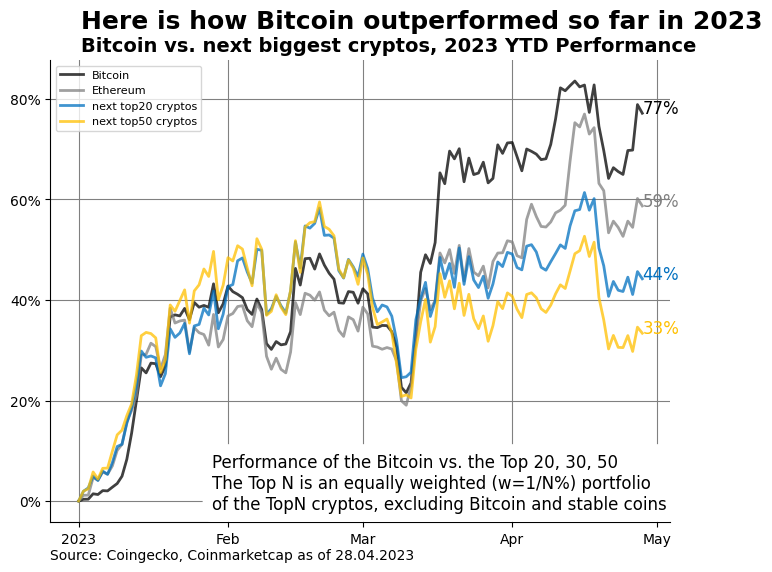 Here is how Bitcoin outperformed so far in 2023
Bitcoin vs. next biggest cryptos, 2023 YTD Performance
Bitcoin
Ethereum
next top20 cryptos
next top50 cryptos
80%
60%
40%
20%
0%
77%
59%
44%
33%
Performance of the Bitcoin vs. the Top 20, 30, 50
The Top N is an equally weighted (w=1/N%) portfolio
of the TopN cryptos, excluding Bitcoin and stable coins
2023 Feb Mar Apr May
Source: Coingecko, Coinmarketcap as of 28.04.2023